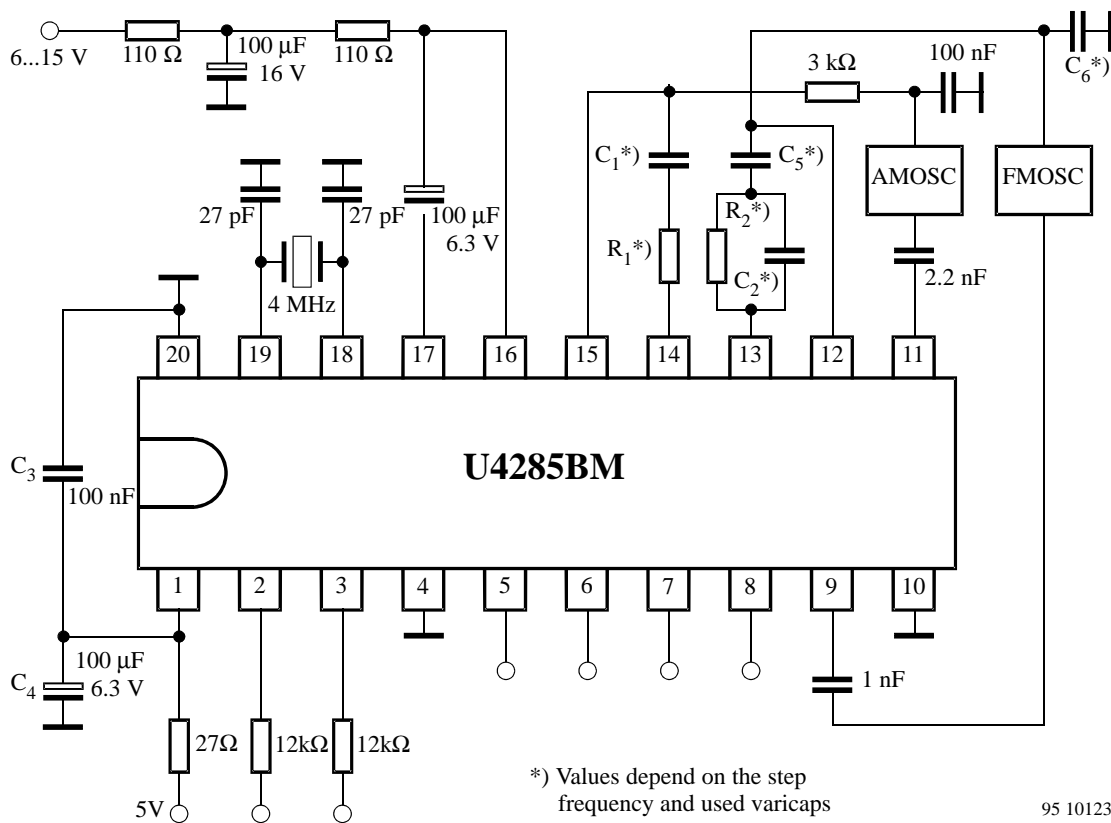 6...15 V
110 Ω
100 μF
16 V
110 Ω
3 kΩ
100 nF
C6*)
27 pF
27 pF
100 μF
6.3 V
C1*)
C5*)
AMOSC
FMOSC
R1*)
R2*)
C2*)
2.2 nF
4 MHz
20
19
18
17
16
15
14
13
12
11
C3
100 nF
U4285BM
1
2
3
4
5
6
7
8
9
10
C4
100 μF
6.3 V
1 nF
27Ω
12kΩ
12kΩ
5V
*) Values depend on the step
frequency and used varicaps
95 10123